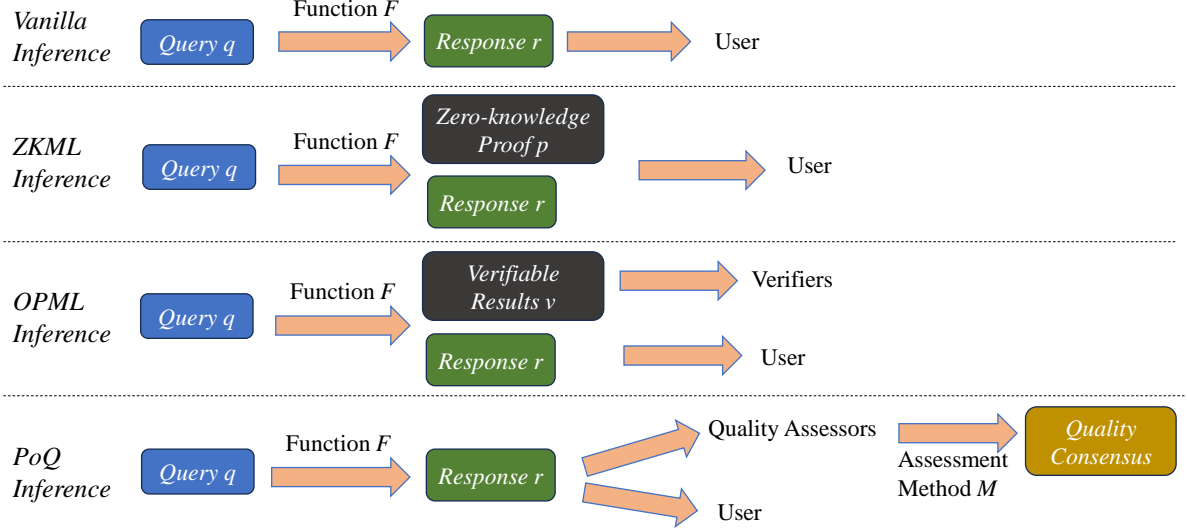 Vanilla
Inference
Query q
Function F
Response r
User
ZKML
Inference
Query q
Function F
Zero-knowledge
Proof p
Response r
User
OPML
Inference
Query q
Function F
Verifiable
Results v
Response r
Verifiers
User
PoQ
Inference
Query q
Function F
Response r
Quality Assessors
User
Assessment
Method M
Quality
Consensus